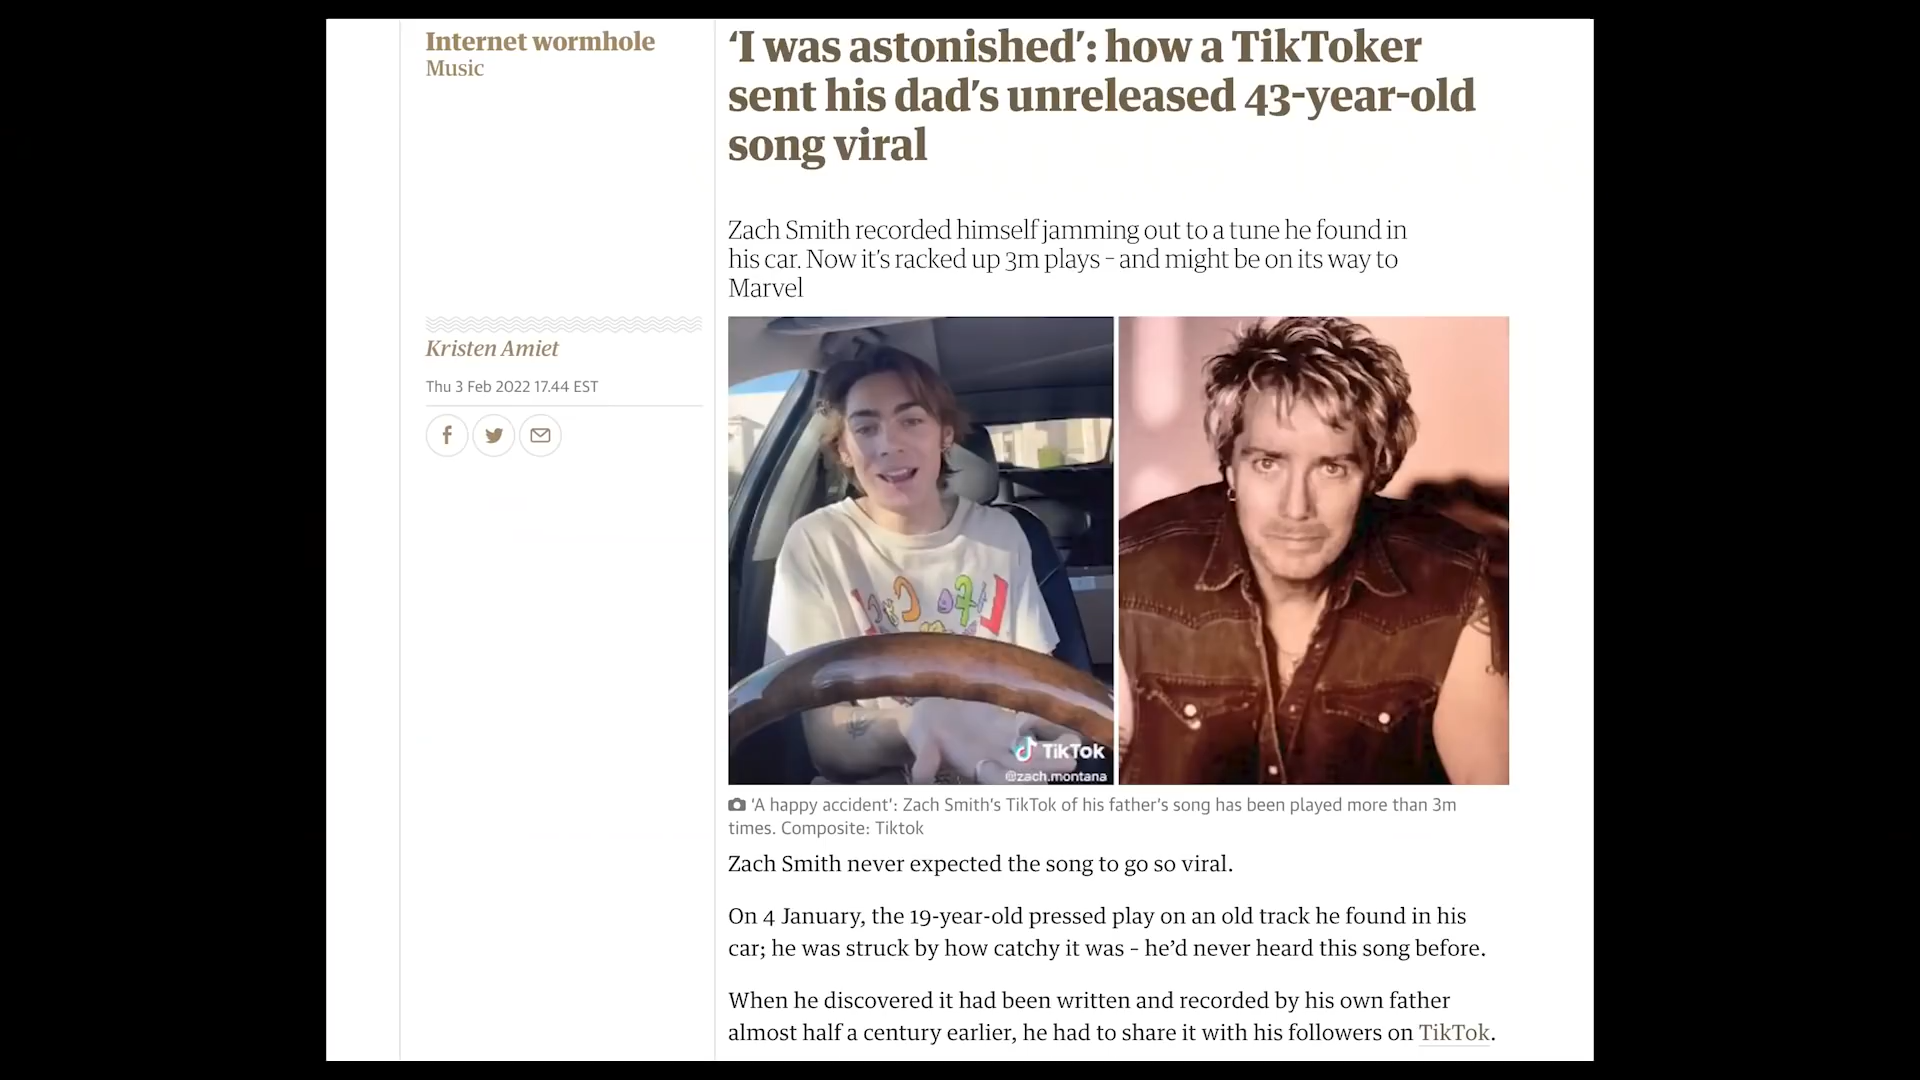 Internet wormhole
Music
‘I was astonished’: how a TikToker
sent his dad’s unreleased 43-year-old
song viral
Zach Smith recorded himself jamming out to a tune he found in
his car. Now it’s racked up 3m plays – and might be on its way to
Marvel
Kristen Amiet
Thu 3 Feb 2022 17.44 EST
TikTok
@zach.montana
‘A happy accident’: Zach Smith’s TikTok of his father’s song has been played more than 3m
times. Composite: Tiktok
Zach Smith never expected the song to go so viral.
On 4 January, the 19-year-old pressed play on an old track he found in his
car; he was struck by how catchy it was – he’d never heard this song before.
When he discovered it had been written and recorded by his own father
almost half a century earlier, he had to share it with his followers on TikTok.